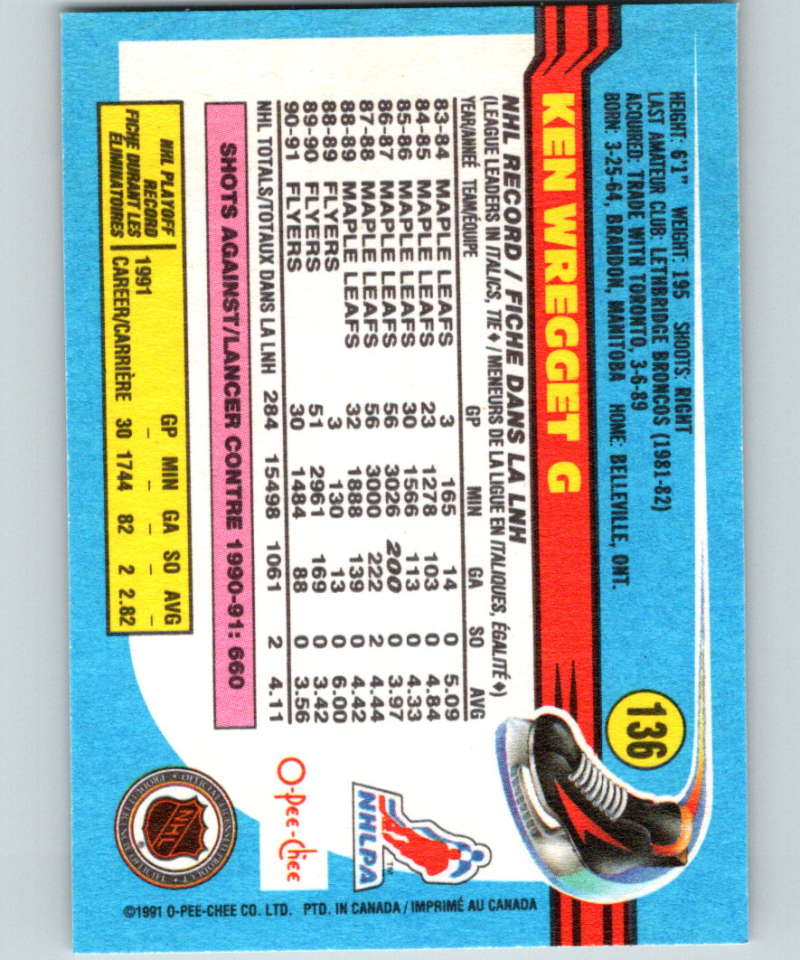 136
HEIGHT: 6'1" WEIGHT: 195 SHOOTS: RIGHT
LAST AMATEUR CLUB: LETHBRIDGE BRONCOS (1981-82)
ACQUIRED: TRADE WITH TORONTO, 3-6-89
BORN: 3-25-64, BRANDON, MANITOBA HOME: BELLEVILLE, ONT.
KEN WREGGET G
NHL RECORD / FICHE DANS LA LNH
(LEAGUE LEADERS IN ITALICS, TIE ♦ / MENEURS DE LA LIGUE EN ITALIQUES, ÉGALITÉ ♦)
YEAR/ANNÉE TEAM/ÉQUIPE GP MIN GA SO AVG
83-84 MAPLE LEAFS 3 165 14 0 5.09
84-85 MAPLE LEAFS 23 1278 103 0 4.84
85-86 MAPLE LEAFS 30 1566 113 0 4.33
86-87 MAPLE LEAFS 56 3026 200 0 3.97
87-88 MAPLE LEAFS 56 3000 222 2 4.44
88-89 MAPLE LEAFS 32 1888 139 0 4.42
88-89 FLYERS 3 130 13 0 6.00
89-90 FLYERS 51 2961 169 0 3.42
90-91 FLYERS 30 1484 88 0 3.56
NHL TOTALS/TOTAUX DANS LA LNH 284 15498 1061 2 4.11
SHOTS AGAINST/LANCER CONTRE 1990-91: 660
NHL PLAYOFF
RECORD
FICHE DURANT LES
ÉLIMINATOIRES
GP MIN GA SO AVG
1991 – – – – –
CAREER/CARRIÈRE 30 1744 82 2 2.82
NHLPA
TM
O-Pee-Chee
NHL
©1991 O-PEE-CHEE CO. LTD. PTD. IN CANADA / IMPRIMÉ AU CANADA